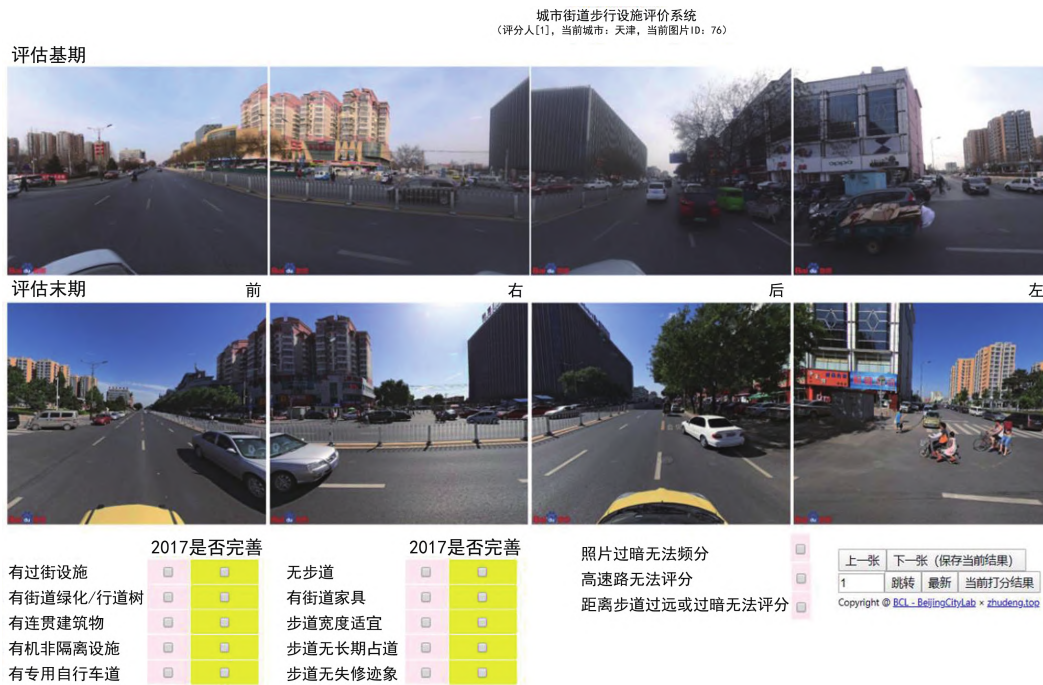 城市街道步行设施评价系统
（评分人[1]，当前城市：天津，当前图片ID：76）
评估基期
oppo
评估末期
前
右
后
左
2017是否完善
2017是否完善
有过街设施
无步道
照片过暗无法频分
上一张
下一张（保存当前结果）
有街道绿化/行道树
有街道家具
高速路无法评分
1
跳转
最新
当前打分结果
有连贯建筑物
步道宽度适宜
距离步道过远或过暗无法评分
Copyright @ BCL - BeijingCityLab × zhudeng.top
有机非隔离设施
步道无长期占道
有专用自行车道
步道无失修迹象